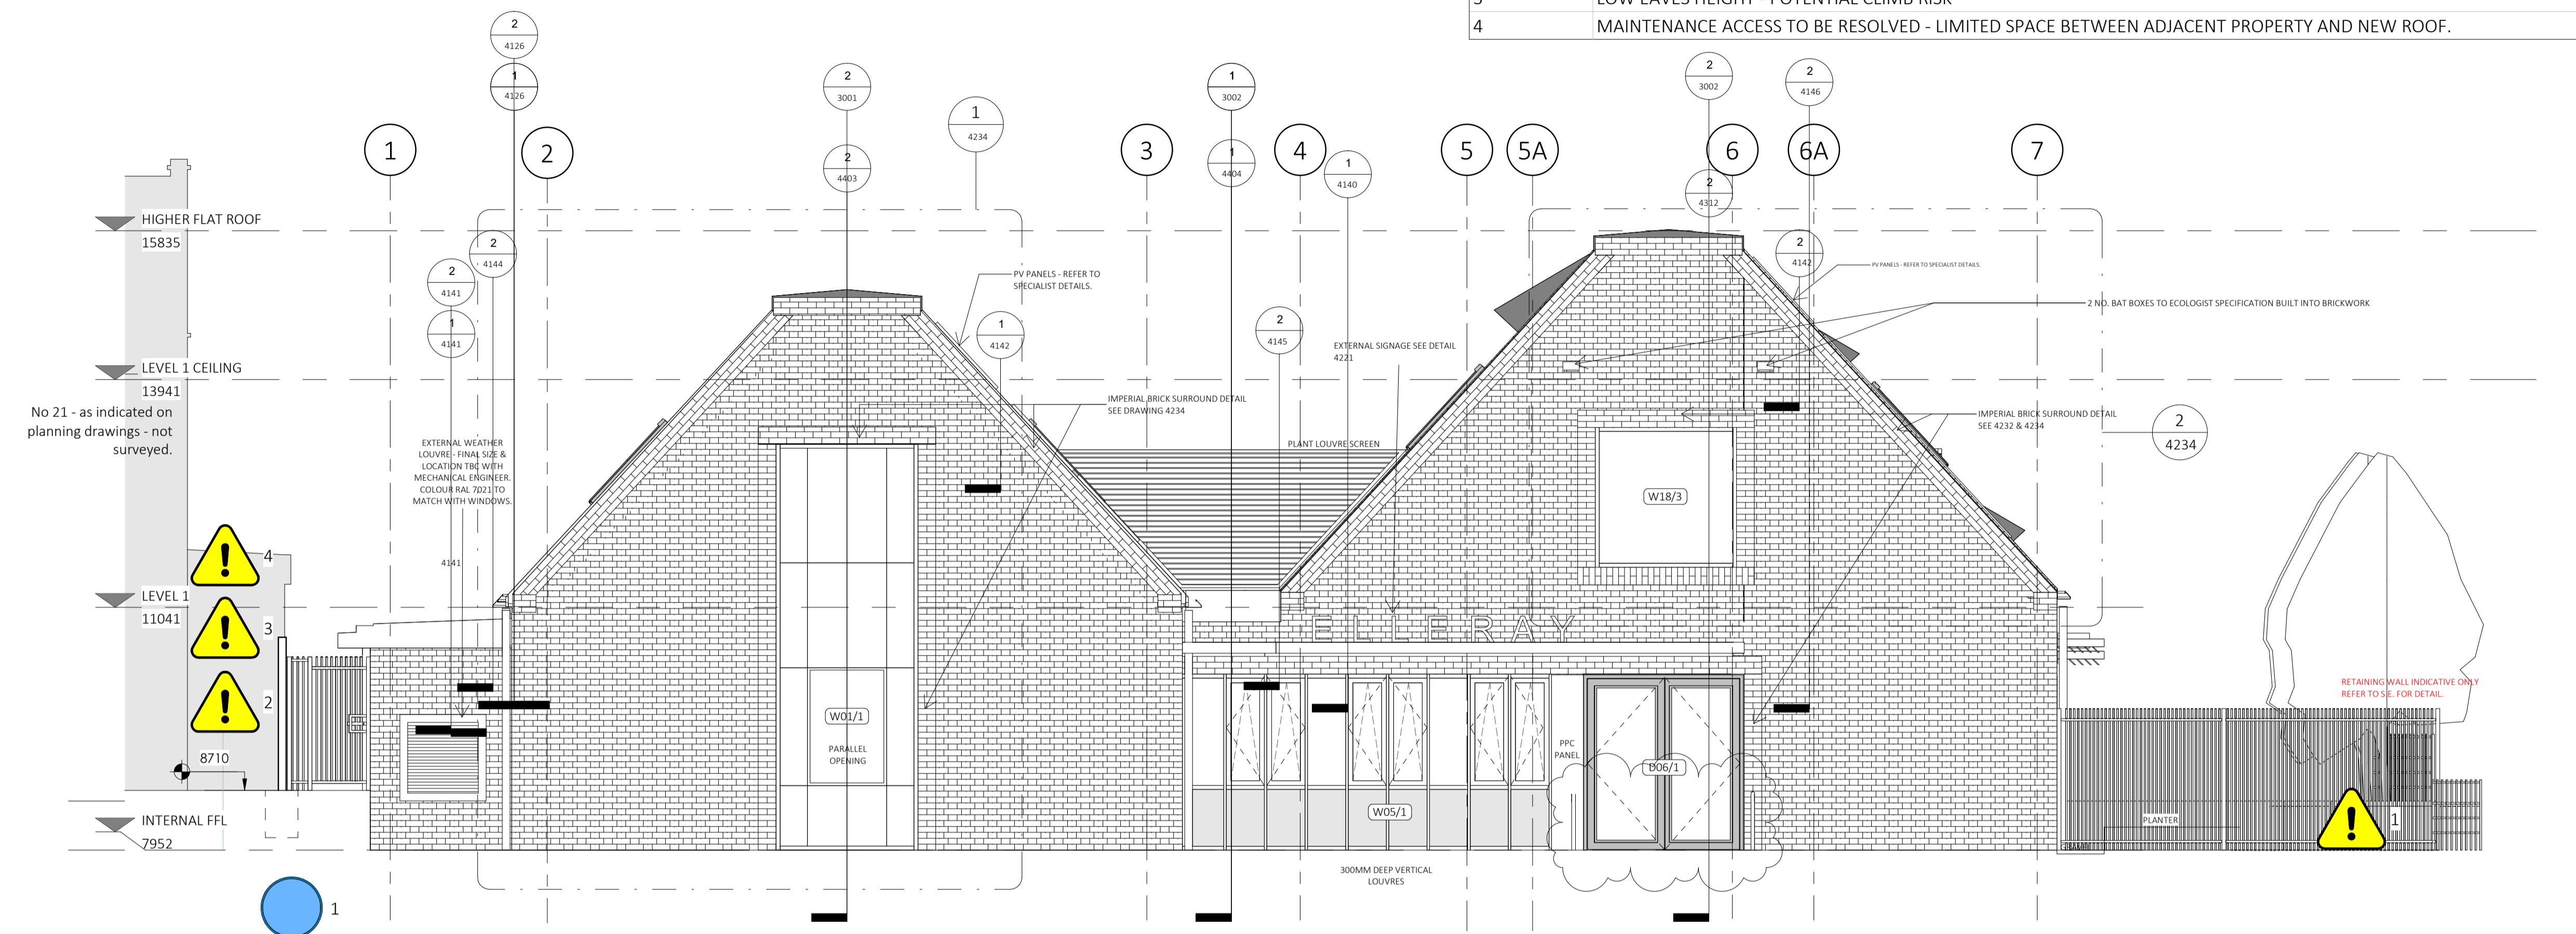 3 LOW EAVES HEIGHT - POTENTIAL CLIMB RISK
4 MAINTENANCE ACCESS TO BE RESOLVED - LIMITED SPACE BETWEEN ADJACENT PROPERTY AND NEW ROOF.
2
4126
1
4126
2
3001
2
4403
1
4234
1
3002
1
4404
1
4140
2
3002
2
4312
2
4146
1
2
3
4
5
5A
6
6A
7
HIGHER FLAT ROOF
15835
2
4144
2
4141
1
4141
2
4142
PV PANELS - REFER TO
SPECIALIST DETAILS.
PV PANELS - REFER TO SPECIALIST DETAILS.
2 NO. BAT BOXES TO ECOLOGIST SPECIFICATION BUILT INTO BRICKWORK
1
4142
2
4145
EXTERNAL SIGNAGE SEE DETAIL
4221
LEVEL 1 CEILING
13941
No 21 - as indicated on
planning drawings - not
surveyed.
IMPERIAL BRICK SURROUND DETAIL
SEE DRAWING 4234
IMPERIAL BRICK SURROUND DETAIL
SEE 4232 & 4234
2
4234
EXTERNAL WEATHER
LOUVRE - FINAL SIZE &
LOCATION TBC WITH
MECHANICAL ENGINEER.
COLOUR RAL 7021 TO
MATCH WITH WINDOWS.
PLANT LOUVRE SCREEN
W18/3
4141
4
3
2
LEVEL 1
11041
ELLERAY
RETAINING WALL INDICATIVE ONLY
REFER TO S.E. FOR DETAIL.
W01/1
PARALLEL
OPENING
PPC
PANEL
D06/1
8710
W05/1
INTERNAL FFL
7952
PLANTER
1
GRAVEL
300MM DEEP VERTICAL
LOUVRES
1